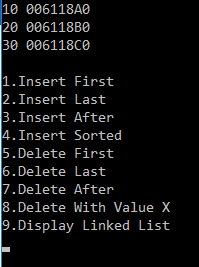 10 006118A0
20 006118B0
30 006118C0
1.Insert First
2.Insert Last
3.Insert After
4.Insert Sorted
5.Delete First
6.Delete Last
7.Delete After
8.Delete With Value X
9.Display Linked List